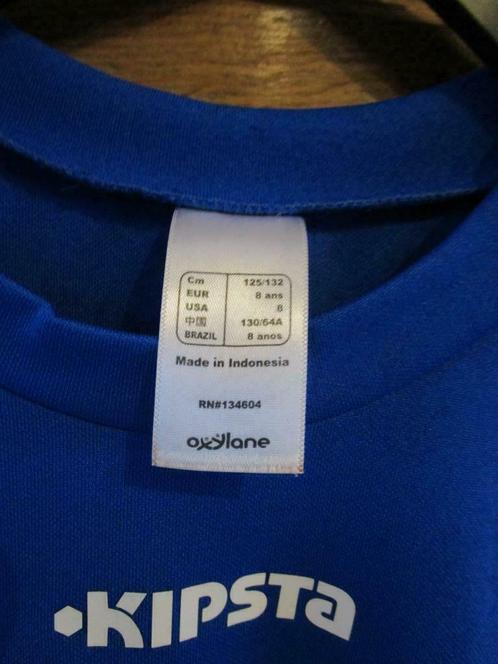 Cm 125/132
EUR 8 ans
USA 8
中国 130/64A
BRAZIL 8 anos
Made in Indonesia
RN#134604
oxylane
KIPSTA